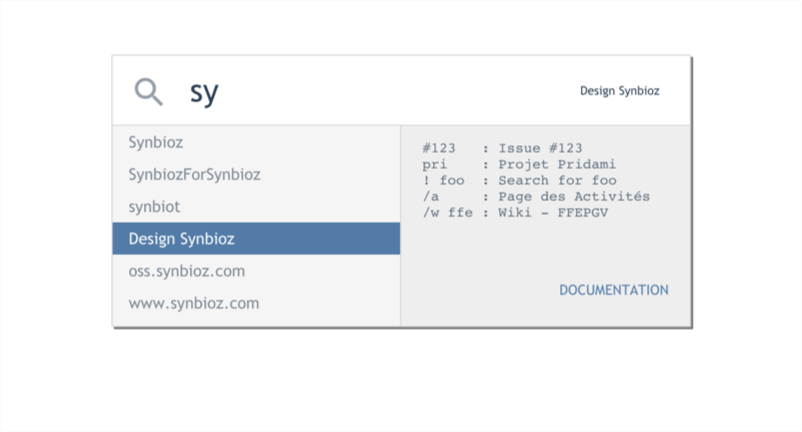 sy
Design Synbioz
Synbioz
SynbiozForSynbioz
synbiot
Design Synbioz
oss.synbioz.com
www.synbioz.com
#123 : Issue #123
pri : Projet Pridami
! foo : Search for foo
/a : Page des Activités
/w ffe : Wiki - FFEPGV
DOCUMENTATION